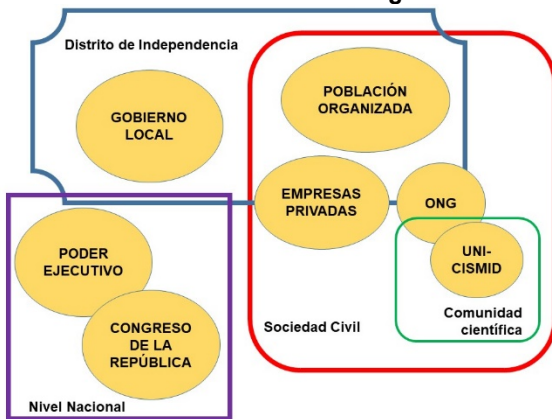 Distrito de Independencia
POBLACIÓN
ORGANIZADA
GOBIERNO
LOCAL
EMPRESAS
PRIVADAS
ONG
PODER
EJECUTIVO
UNI-
CISMID
CONGRESO
DE LA
REPÚBLICA
Sociedad Civil
Comunidad
científica
Nivel Nacional